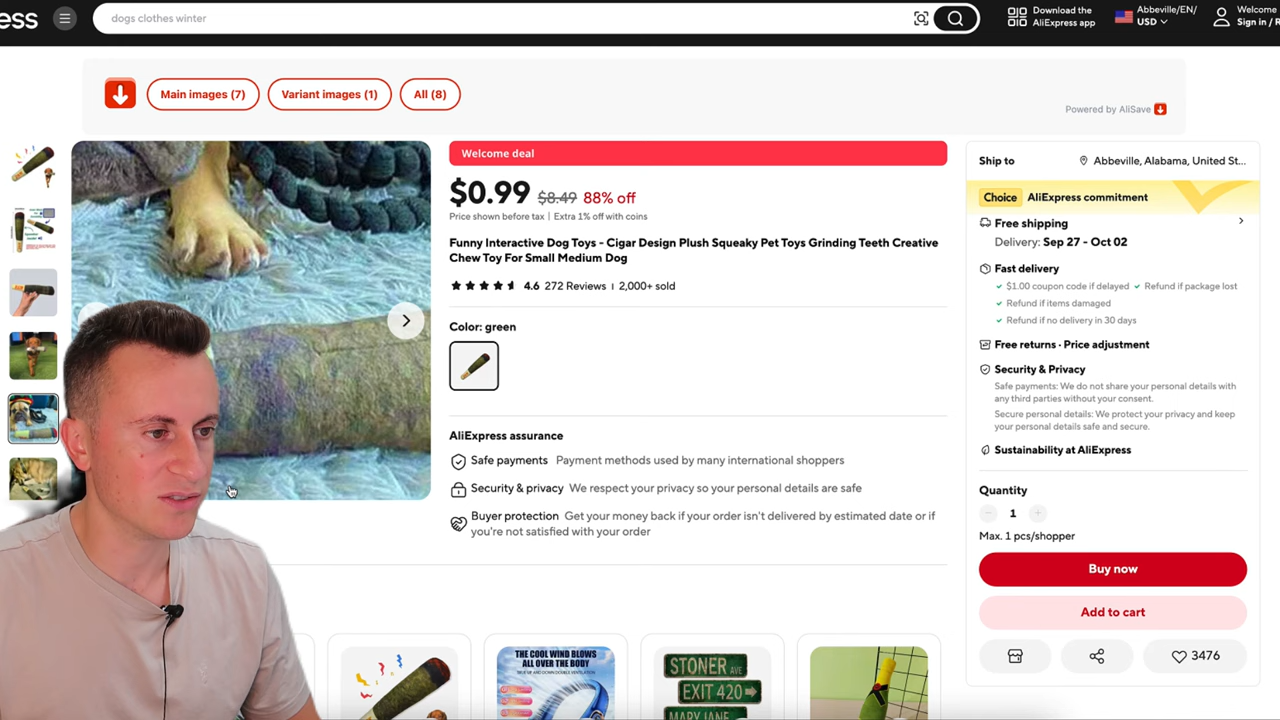 ess
dogs clothes winter
Download the
AliExpress app
Abbeville/EN/
USD
Welcome
Sign in / R
Main images (7)
Variant images (1)
All (8)
Powered by AliSave
Welcome deal
$0.99 $8.49 88% off
Price shown before tax | Extra 1% off with coins
Funny Interactive Dog Toys - Cigar Design Plush Squeaky Pet Toys Grinding Teeth Creative
Chew Toy For Small Medium Dog
4.6 272 Reviews | 2,000+ sold
Color: green
AliExpress assurance
Safe payments Payment methods used by many international shoppers
Security & privacy We respect your privacy so your personal details are safe
Buyer protection Get your money back if your order isn't delivered by estimated date or if
you're not satisfied with your order
Ship to
Abbeville, Alabama, United St...
Choice AliExpress commitment
Free shipping
Delivery: Sep 27 - Oct 02
Fast delivery
$1.00 coupon code if delayed Refund if package lost
Refund if items damaged
Refund if no delivery in 30 days
Free returns · Price adjustment
Security & Privacy
Safe payments: We do not share your personal details with
any third parties without your consent.
Secure personal details: We protect your privacy and keep
your personal details safe and secure.
Sustainability at AliExpress
Quantity
1
Max. 1 pcs/shopper
Buy now
Add to cart
3476
THE COOL WIND BLOWS
ALL OVER THE BODY
STONER AVE
EXIT 420
MARY JANE